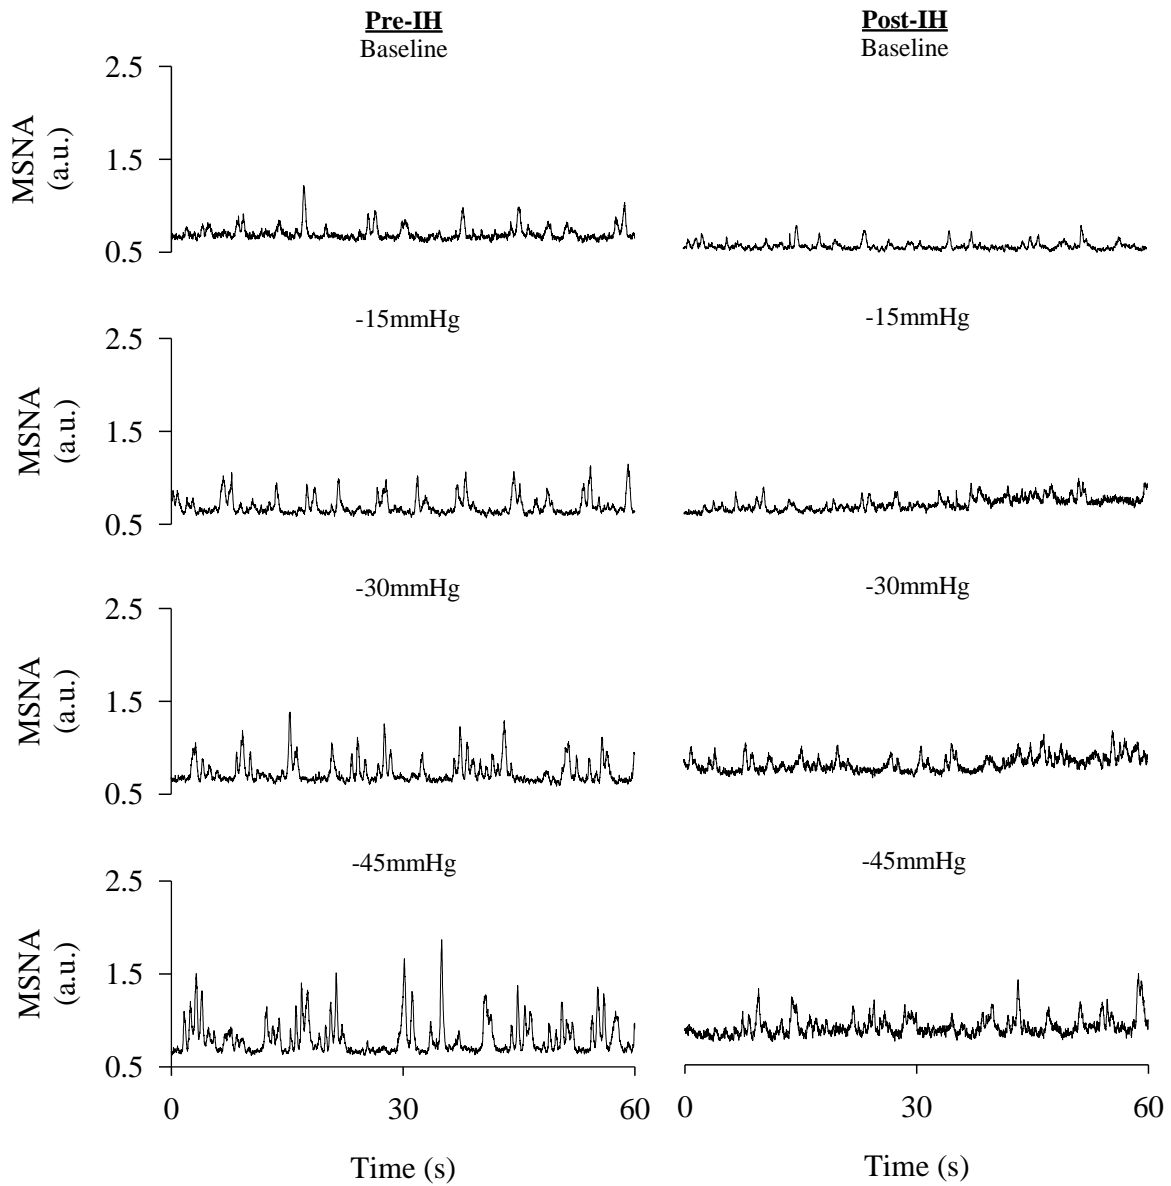 Pre-IH
Post-IH
Baseline
Baseline
2.5
1.5
0.5
MSNA
(a.u.)
-15mmHg
-15mmHg
2.5
1.5
0.5
MSNA
(a.u.)
-30mmHg
-30mmHg
2.5
1.5
0.5
MSNA
(a.u.)
-45mmHg
-45mmHg
2.5
1.5
0.5
MSNA
(a.u.)
0
30
60
0
30
60
Time (s)
Time (s)